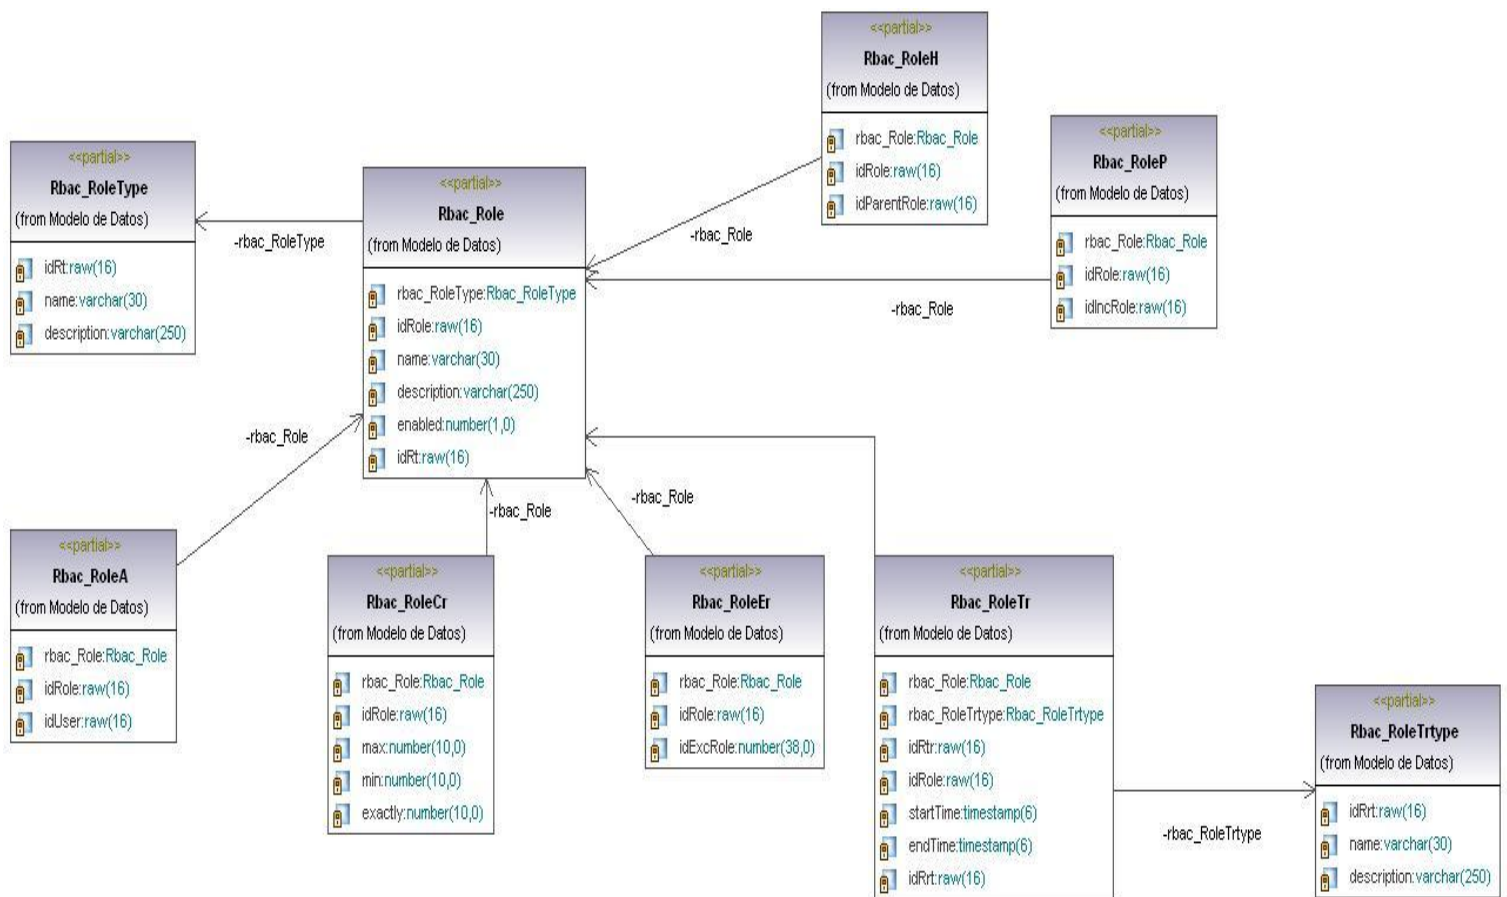 <<partial>>
Rbac_RoleH
(from Modelo de Datos)
rbac_Role:Rbac_Role
idRole:raw(16)
idParentRole:raw(16)
<<partial>>
Rbac_RoleP
(from Modelo de Datos)
rbac_Role:Rbac_Role
idRole:raw(16)
idIncRole:raw(16)
<<partial>>
Rbac_RoleType
(from Modelo de Datos)
idRt:raw(16)
name:varchar(30)
description:varchar(250)
-rbac_RoleType
<<partial>>
Rbac_Role
(from Modelo de Datos)
rbac_RoleType:Rbac_RoleType
idRole:raw(16)
name:varchar(30)
description:varchar(250)
enabled:number(1,0)
idRt:raw(16)
-rbac_Role
-rbac_Role
-rbac_Role
-rbac_Role
-rbac_Role
<<partial>>
Rbac_RoleA
(from Modelo de Datos)
rbac_Role:Rbac_Role
idRole:raw(16)
idUser:raw(16)
<<partial>>
Rbac_RoleCr
(from Modelo de Datos)
rbac_Role:Rbac_Role
idRole:raw(16)
max:number(10,0)
min:number(10,0)
exactly:number(10,0)
<<partial>>
Rbac_RoleEr
(from Modelo de Datos)
rbac_Role:Rbac_Role
idRole:raw(16)
idExcRole:number(38,0)
<<partial>>
Rbac_RoleTr
(from Modelo de Datos)
rbac_Role:Rbac_Role
rbac_RoleTrtype:Rbac_RoleTrtype
idRtr:raw(16)
idRole:raw(16)
startTime:timestamp(6)
endTime:timestamp(6)
idRrt:raw(16)
-rbac_RoleTrtype
<<partial>>
Rbac_RoleTrtype
(from Modelo de Datos)
idRrt:raw(16)
name:varchar(30)
description:varchar(250)